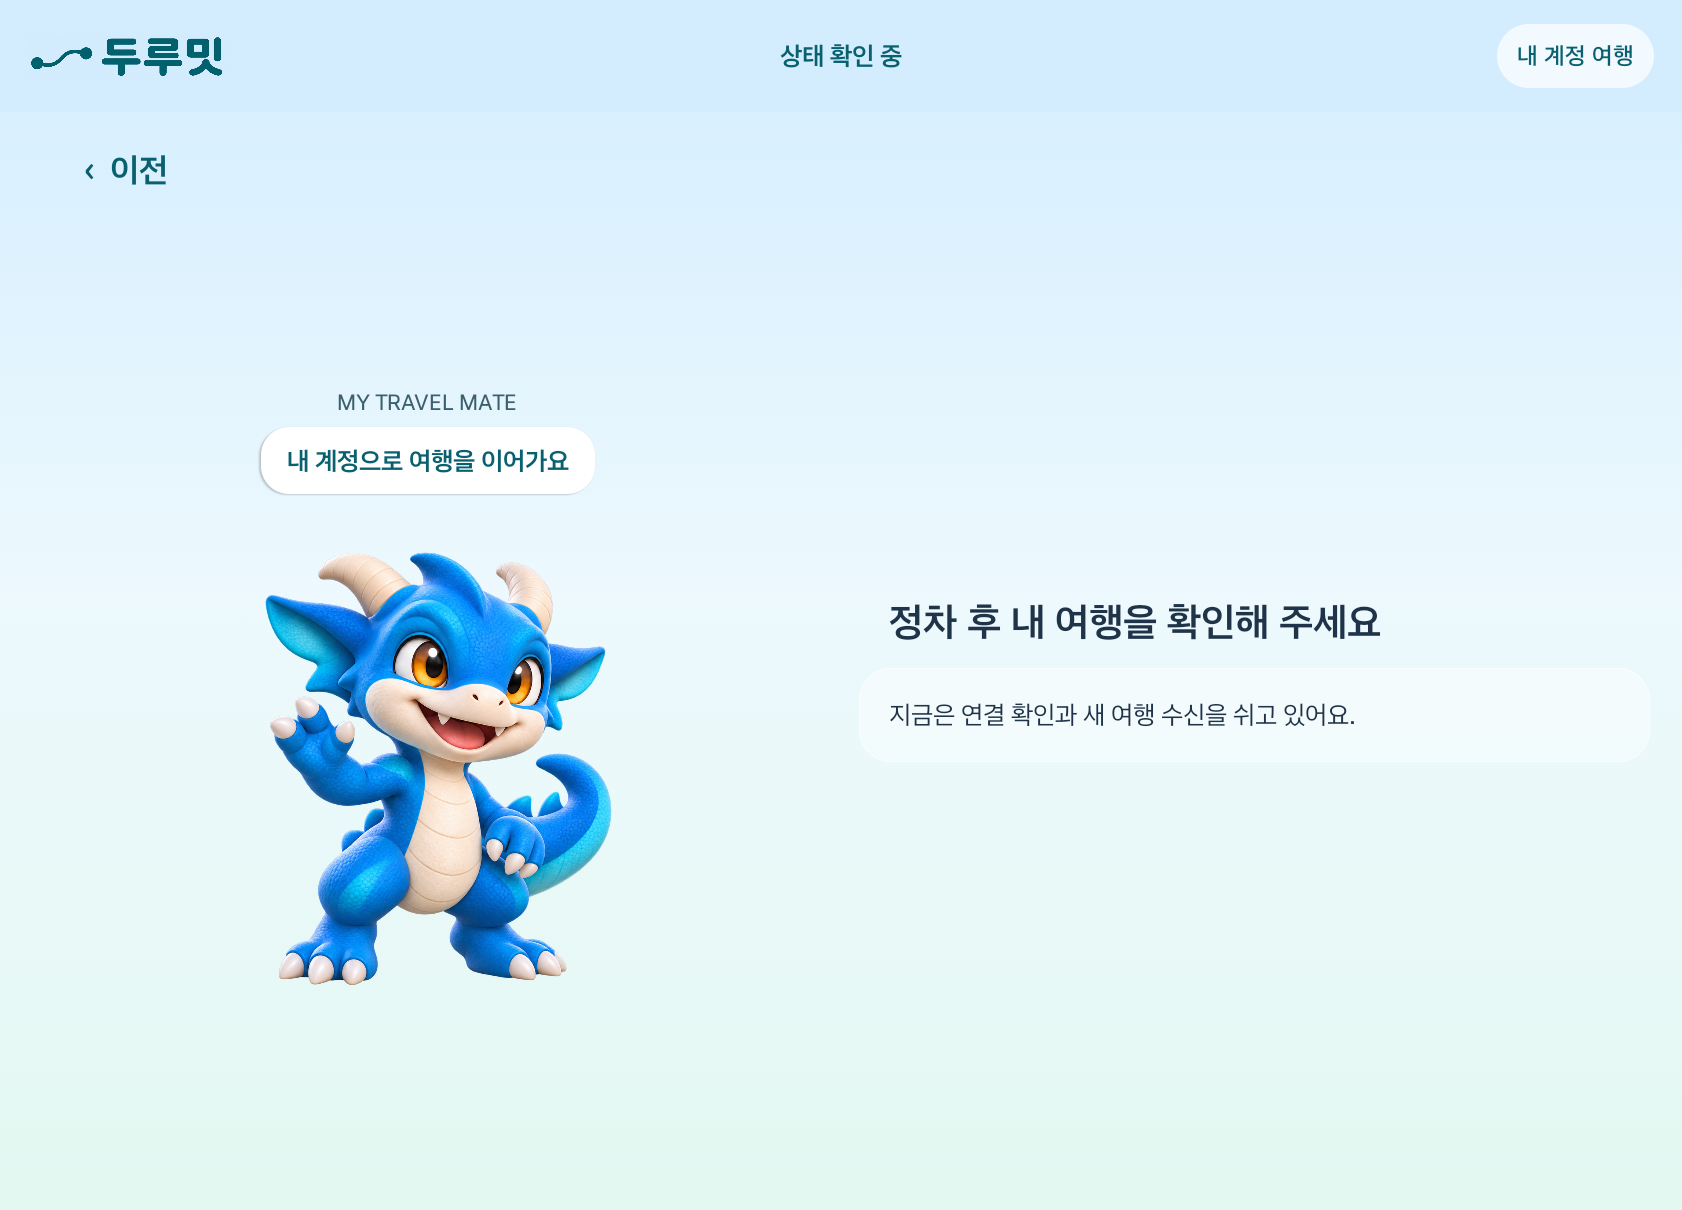 두루밋
상태 확인 중
내 계정 여행
‹ 이전
MY TRAVEL MATE
내 계정으로 여행을 이어가요
정차 후 내 여행을 확인해 주세요
지금은 연결 확인과 새 여행 수신을 쉬고 있어요.